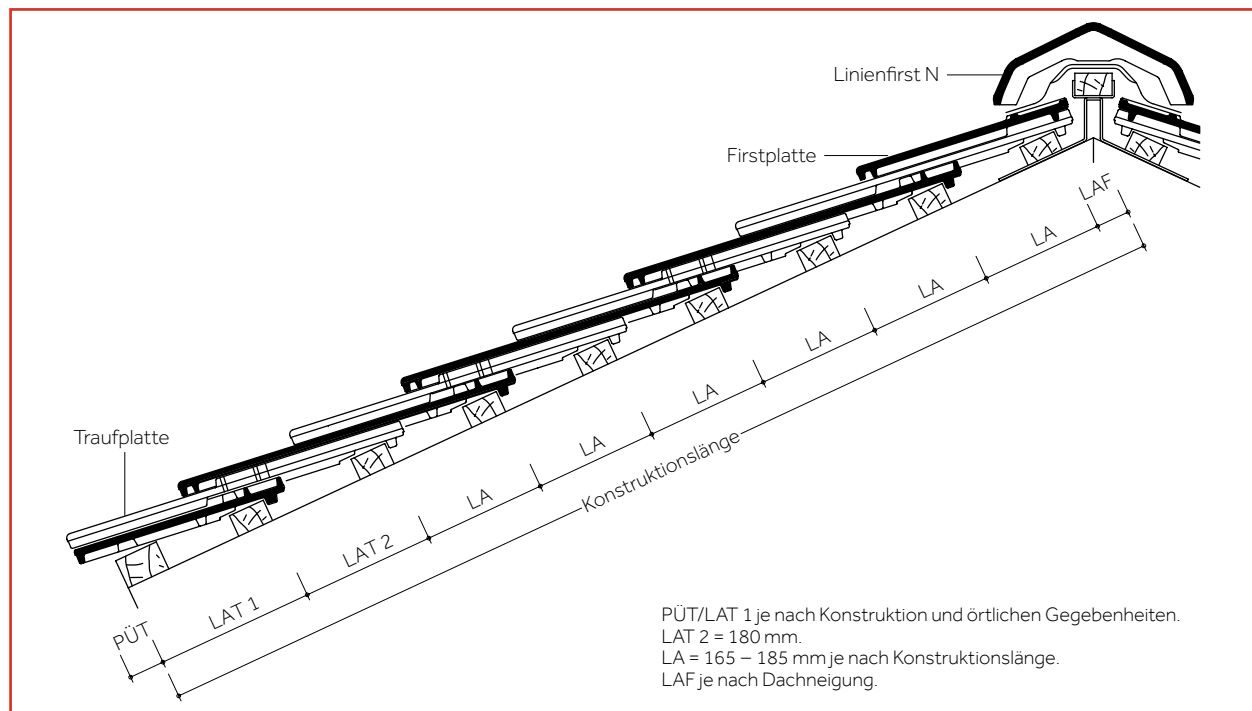 Linienfirst N
Firstplatte
Traufplatte
PÜT
LAT 1
LAT 2
LA
LA
LA
LA
LA
LA
LAF
Konstruktionslänge
PÜT/LAT 1 je nach Konstruktion und örtlichen Gegebenheiten.
LAT 2 = 180 mm.
LA = 165 – 185 mm je nach Konstruktionslänge.
LAF je nach Dachneigung.